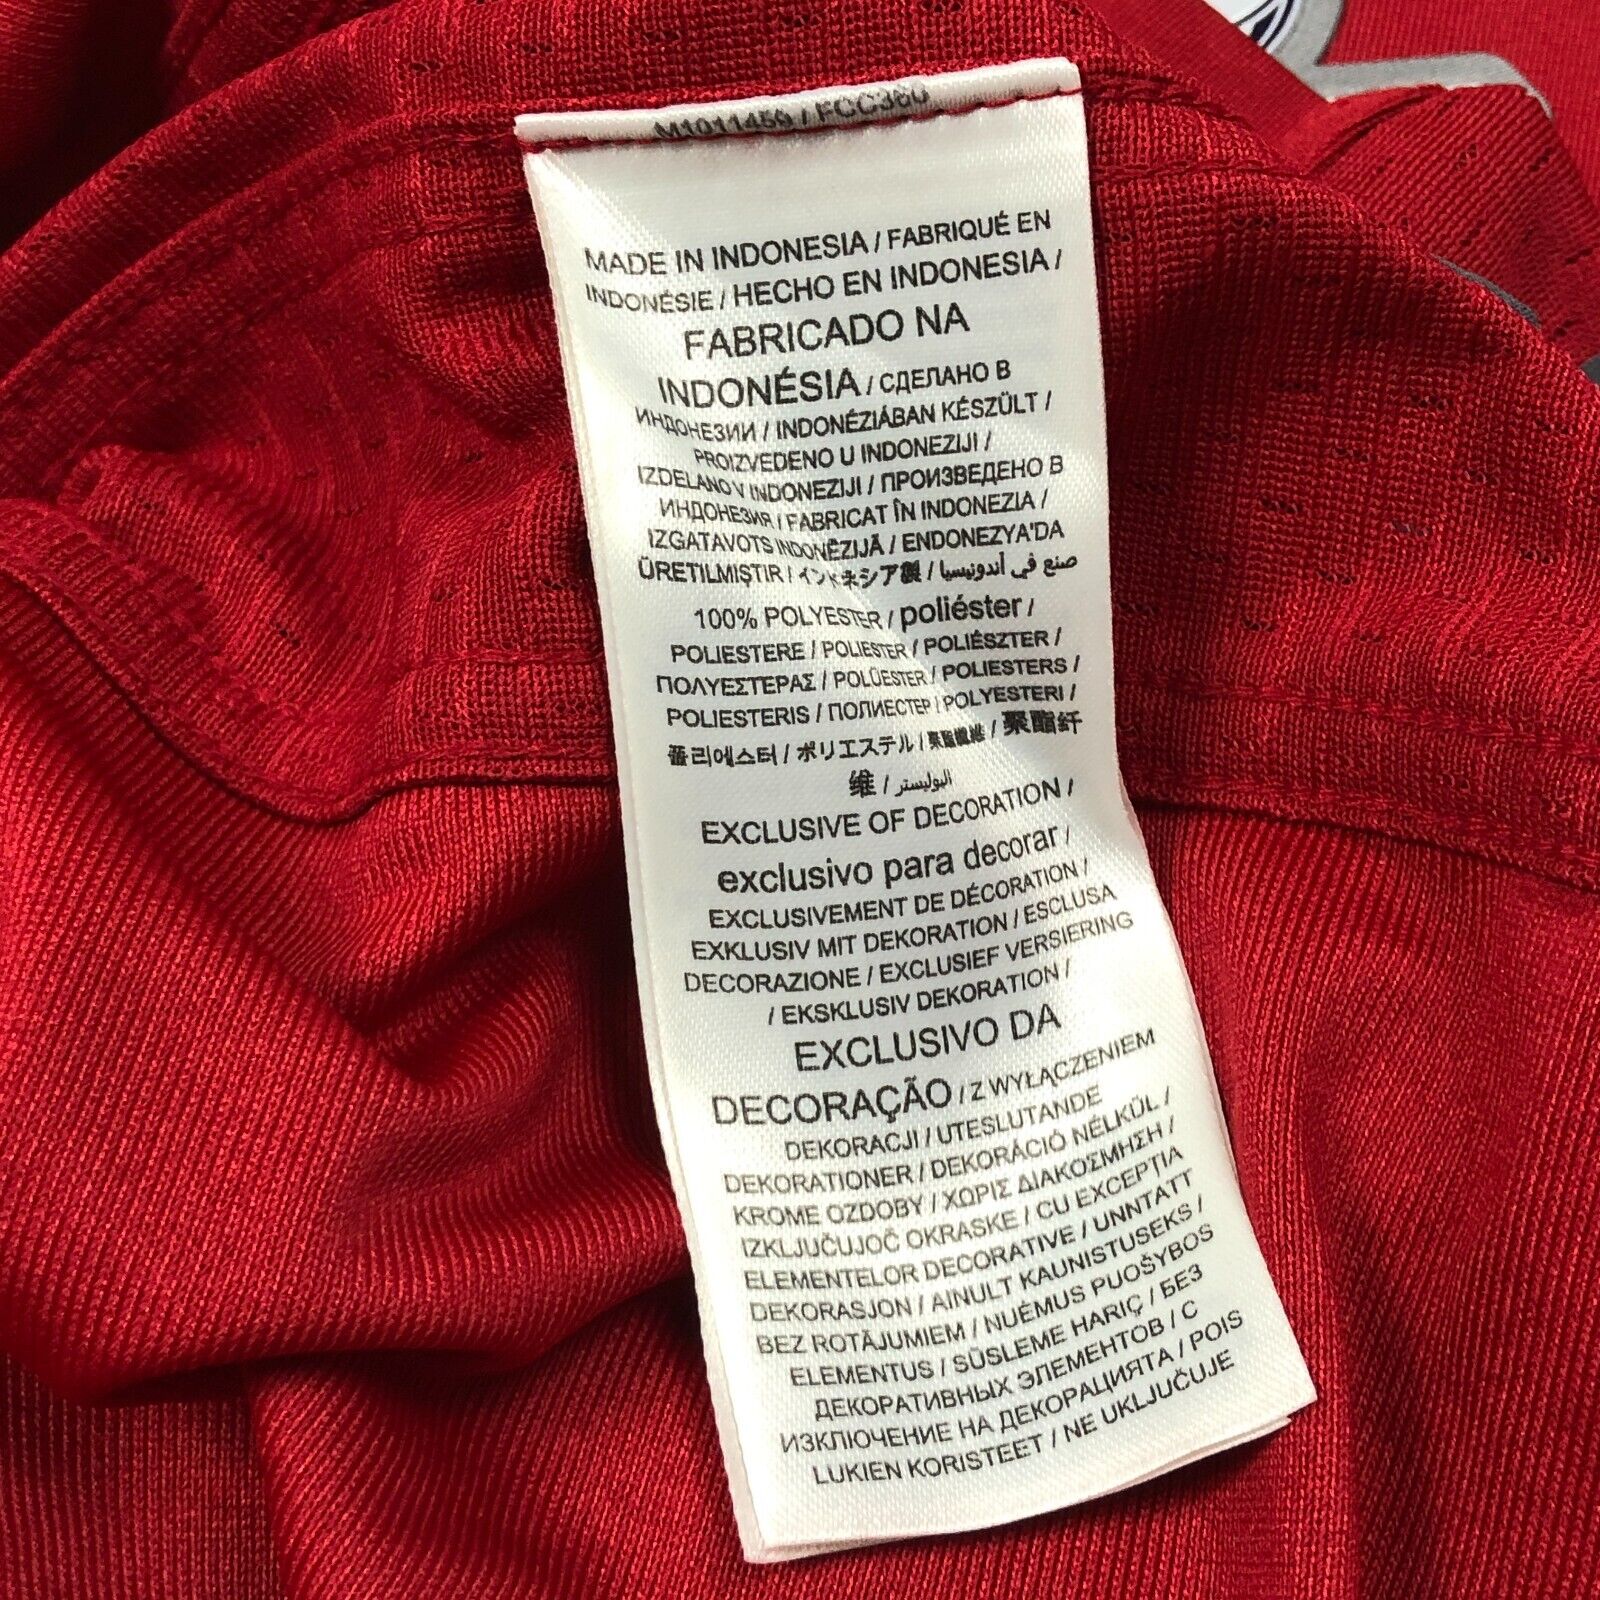 M1011450 / FCC360
MADE IN INDONESIA / FABRIQUÉ EN
INDONÉSIE / HECHO EN INDONESIA /
FABRICADO NA
INDONÉSIA / СДЕЛАНО В
ИНДОНЕЗИИ / INDONÉZIÁBAN KÉSZÜLT /
PROIZVEDENO U INDONEZIJI /
IZDELANO V INDONEZIJI / ПРОИЗВЕДЕНО В
ИНДОНЕЗИЯ / FABRICAT ÎN INDONEZIA /
IZGATAVOTS INDONĒZIJĀ / ENDONEZYA'DA
ÜRETILMIŞTIR / インドネシア製 / صنع في أندونيسيا
100% POLYESTER / poliéster /
POLIESTERE / POLIESTER / POLIÉSZTER /
ΠΟΛΥΕΣΤΕΡΑΣ / POLÜESTER / POLIESTERS /
POLIESTERIS / ПОЛИЕСТЕР / POLYESTERI /
폴리에스터 / ポリエステル / 聚酯纖維 / 聚酯纤
维 / البوليستر
EXCLUSIVE OF DECORATION /
exclusivo para decorar /
EXCLUSIVEMENT DE DÉCORATION /
EXKLUSIV MIT DEKORATION / ESCLUSA
DECORAZIONE / EXCLUSIEF VERSIERING
/ EKSKLUSIV DEKORATION /
EXCLUSIVO DA
DECORAÇÃO / Z WYŁĄCZENIEM
DEKORACJI / UTESLUTANDE
DEKORATIONER / DEKORÁCIÓ NÉLKÜL /
KROME OZDOBY / ΧΩΡΙΣ ΔΙΑΚΟΣΜΗΣΗ /
IZKLJUČUJOČ OKRASKE / CU EXCEPȚIA
ELEMENTELOR DECORATIVE / UNNTATT
DEKORASJON / AINULT KAUNISTUSEKS /
BEZ ROTĀJUMIEM / NUĖMUS PUOŠYBOS
ELEMENTUS / SÜSLEME HARIÇ / БЕЗ
ДЕКОРАТИВНЫХ ЭЛЕМЕНТОВ / С
ИЗКЛЮЧЕНИЕ НА ДЕКОРАЦИЯТА / POIS
LUKIEN KORISTEET / NE UKLJUČUJE